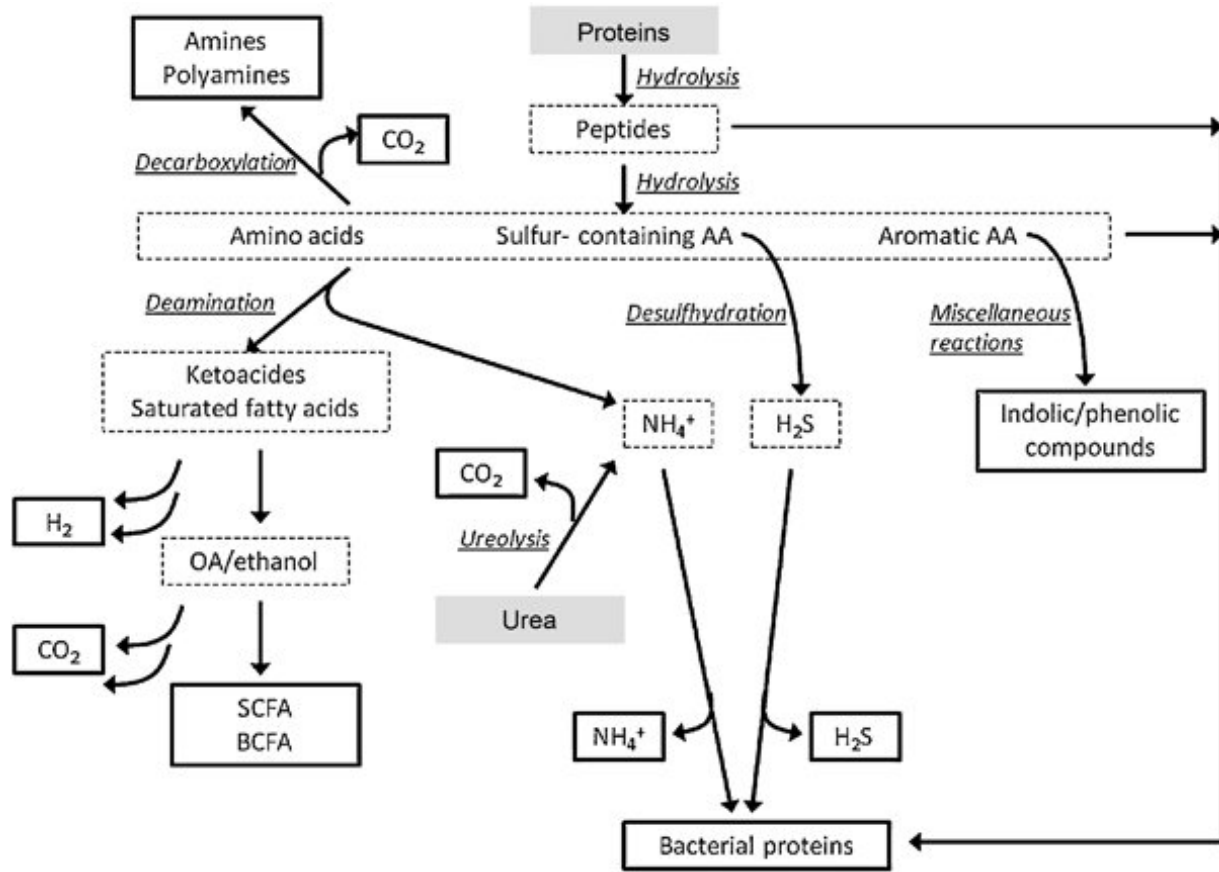 Proteins
Amines
Polyamines
Hydrolysis
Peptides
CO₂
Decarboxylation
Hydrolysis
Amino acids
Sulfur- containing AA
Aromatic AA
Deamination
Desulfhydration
Miscellaneous
reactions
Ketoacides
Saturated fatty acids
NH₄⁺
H₂S
Indolic/phenolic
compounds
CO₂
H₂
Ureolysis
OA/ethanol
Urea
CO₂
SCFA
BCFA
NH₄⁺
H₂S
Bacterial proteins